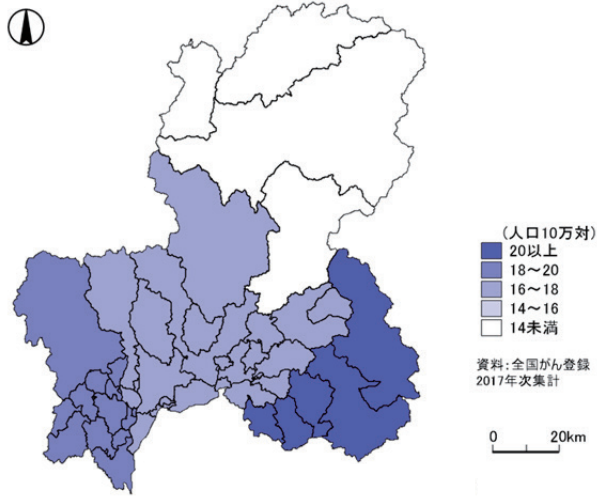 (人口10万対)
20以上
18～20
16～18
14～16
14未満
資料:全国がん登録
2017年次集計
0 20km